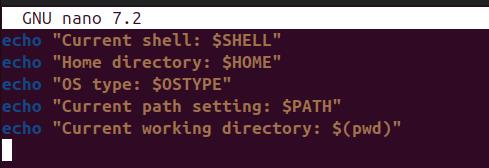 GNU nano 7.2
echo "Current shell: $SHELL"
echo "Home directory: $HOME"
echo "OS type: $OSTYPE"
echo "Current path setting: $PATH"
echo "Current working directory: $(pwd)"